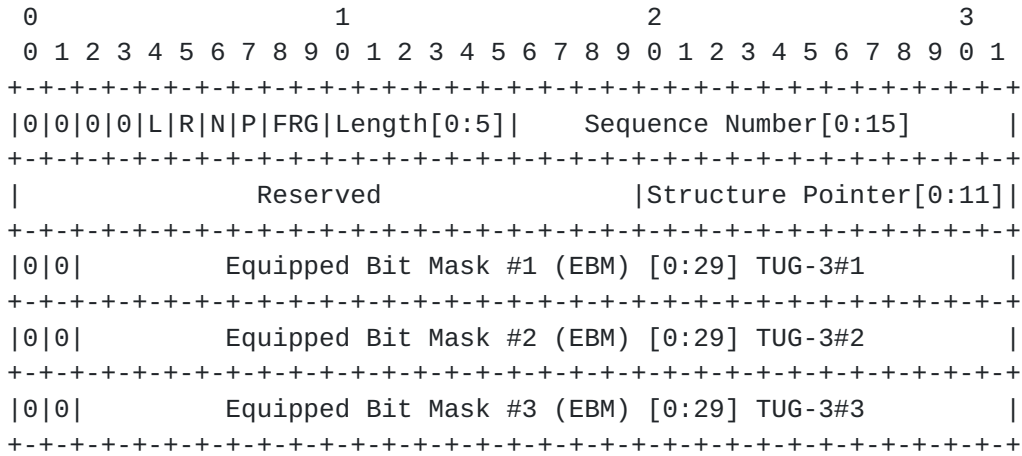 0                   1                   2                   3
 0 1 2 3 4 5 6 7 8 9 0 1 2 3 4 5 6 7 8 9 0 1 2 3 4 5 6 7 8 9 0 1
+-+-+-+-+-+-+-+-+-+-+-+-+-+-+-+-+-+-+-+-+-+-+-+-+-+-+-+-+-+-+-+-+
|0|0|0|0|L|R|N|P|FRG|Length[0:5]|    Sequence Number[0:15]      |
+-+-+-+-+-+-+-+-+-+-+-+-+-+-+-+-+-+-+-+-+-+-+-+-+-+-+-+-+-+-+-+-+
|               Reserved                |Structure Pointer[0:11]|
+-+-+-+-+-+-+-+-+-+-+-+-+-+-+-+-+-+-+-+-+-+-+-+-+-+-+-+-+-+-+-+-+
|0|0|         Equipped Bit Mask #1 (EBM) [0:29] TUG-3#1         |
+-+-+-+-+-+-+-+-+-+-+-+-+-+-+-+-+-+-+-+-+-+-+-+-+-+-+-+-+-+-+-+-+
|0|0|         Equipped Bit Mask #2 (EBM) [0:29] TUG-3#2         |
+-+-+-+-+-+-+-+-+-+-+-+-+-+-+-+-+-+-+-+-+-+-+-+-+-+-+-+-+-+-+-+-+
|0|0|         Equipped Bit Mask #3 (EBM) [0:29] TUG-3#3         |
+-+-+-+-+-+-+-+-+-+-+-+-+-+-+-+-+-+-+-+-+-+-+-+-+-+-+-+-+-+-+-+-+